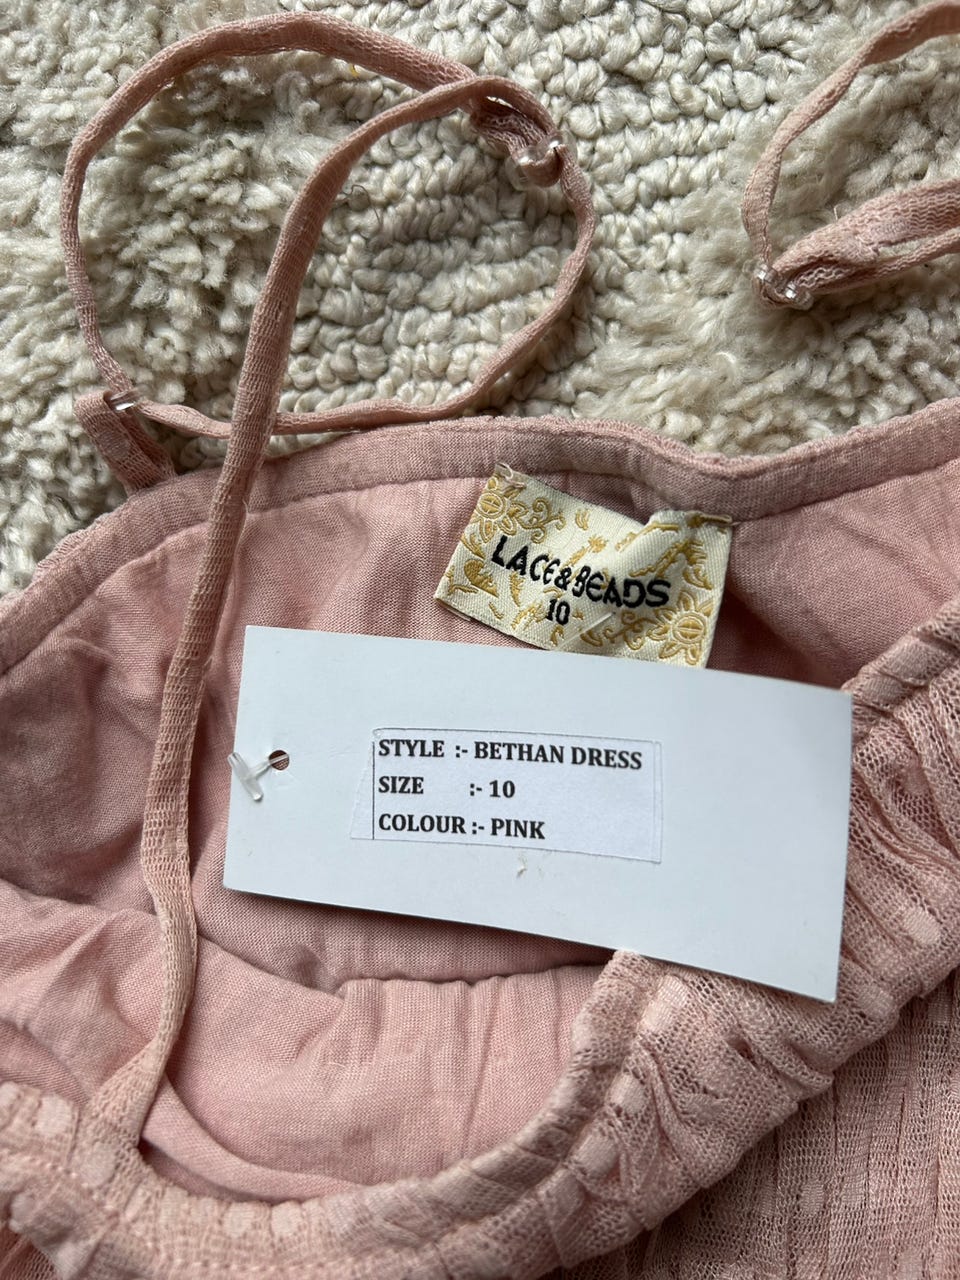 LACE & BEADS
10
STYLE :- BETHAN DRESS
SIZE :- 10
COLOUR :- PINK